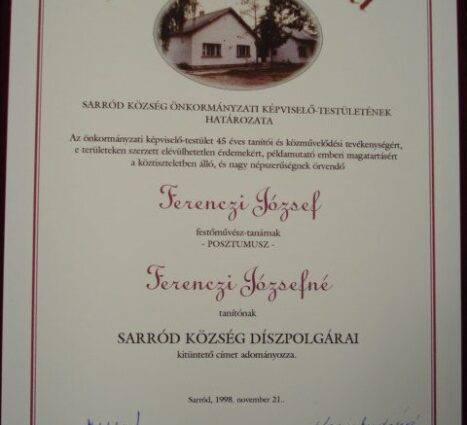 SARRÓD KÖZSÉG ÖNKORMÁNYZATI KÉPVISELŐ-TESTÜLETÉNEK
HATÁROZATA
Az önkormányzati képviselő-testület 45 éves tanítói és közművelődési tevékenységért,
e területeken szerzett elévülhetetlen érdemekért, példamutató emberi magatartásért
a köztiszteletben álló, és nagy népszerűségnek örvendő
Ferenczi József
festőművész-tanárnak
- POSZTUMUSZ -
Ferenczi Józsefné
tanítónak
SARRÓD KÖZSÉG DÍSZPOLGÁRAI
kitüntető címet adományozza.
Sarród, 1998. november 21..